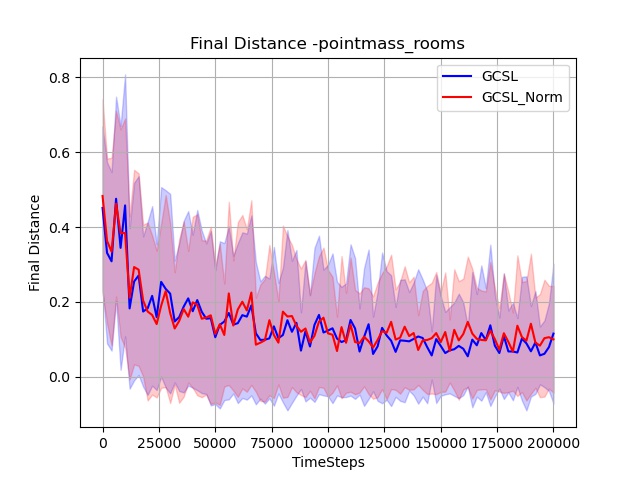 Final Distance -pointmass_rooms
GCSL
GCSL_Norm
0.8
0.6
0.4
0.2
0.0
Final Distance
0 25000 50000 75000 100000 125000 150000 175000 200000
TimeSteps